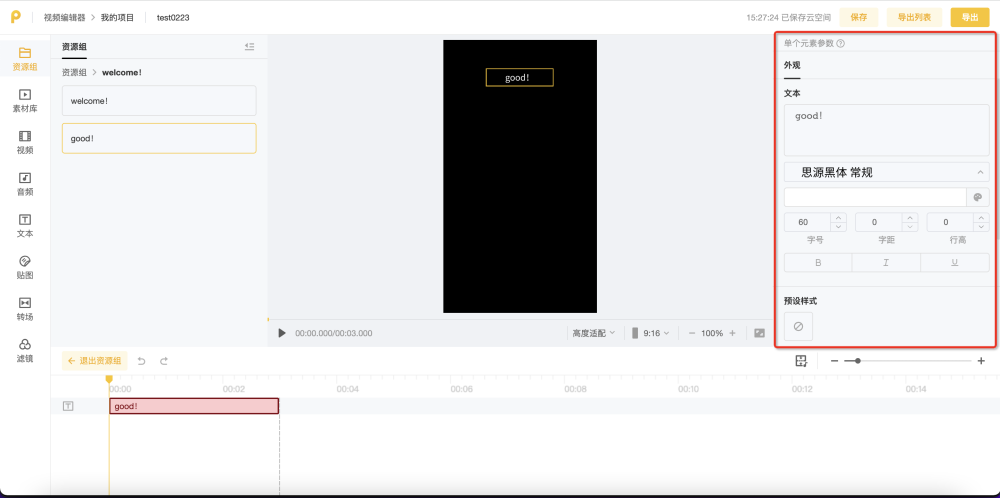 视频编辑器 > 我的项目 test0223
15:27:24 已保存云空间 保存 导出列表 导出
资源组
素材库
视频
音频
文本
贴图
转场
滤镜
资源组
资源组 > welcome!
welcome!
good!
good!
00:00.000/00:03.000 高度适配 9:16 100%
单个元素参数
外观
文本
good!
思源黑体 常规
60 0 0
字号 字距 行高
B I U
预设样式
退出资源组
00:00 00:02 00:04 00:06 00:08 00:10 00:12 00:14
T good!